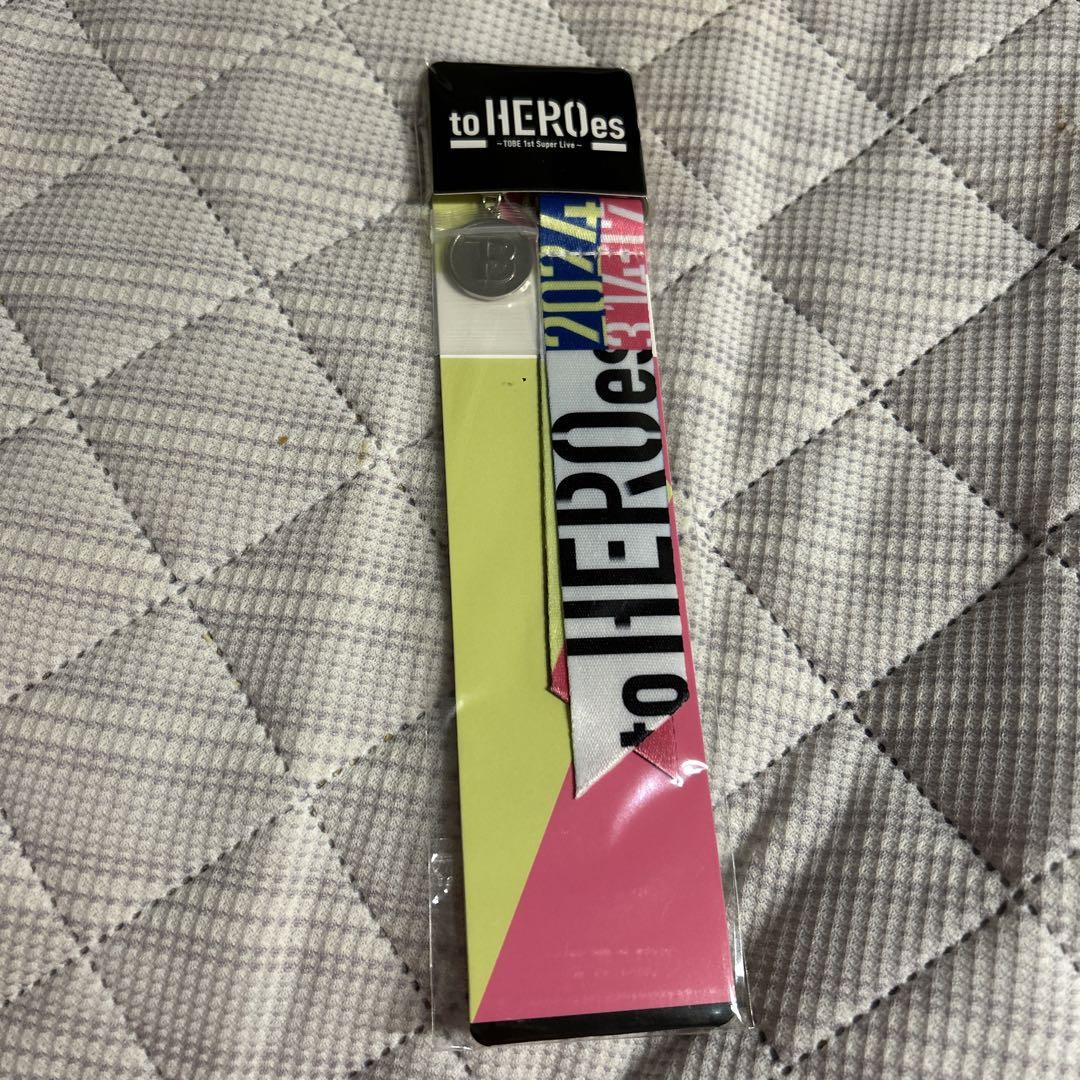 to HEROes
~TOBE 1st Super Live~
TB
2024
3.14-17
to HEROes